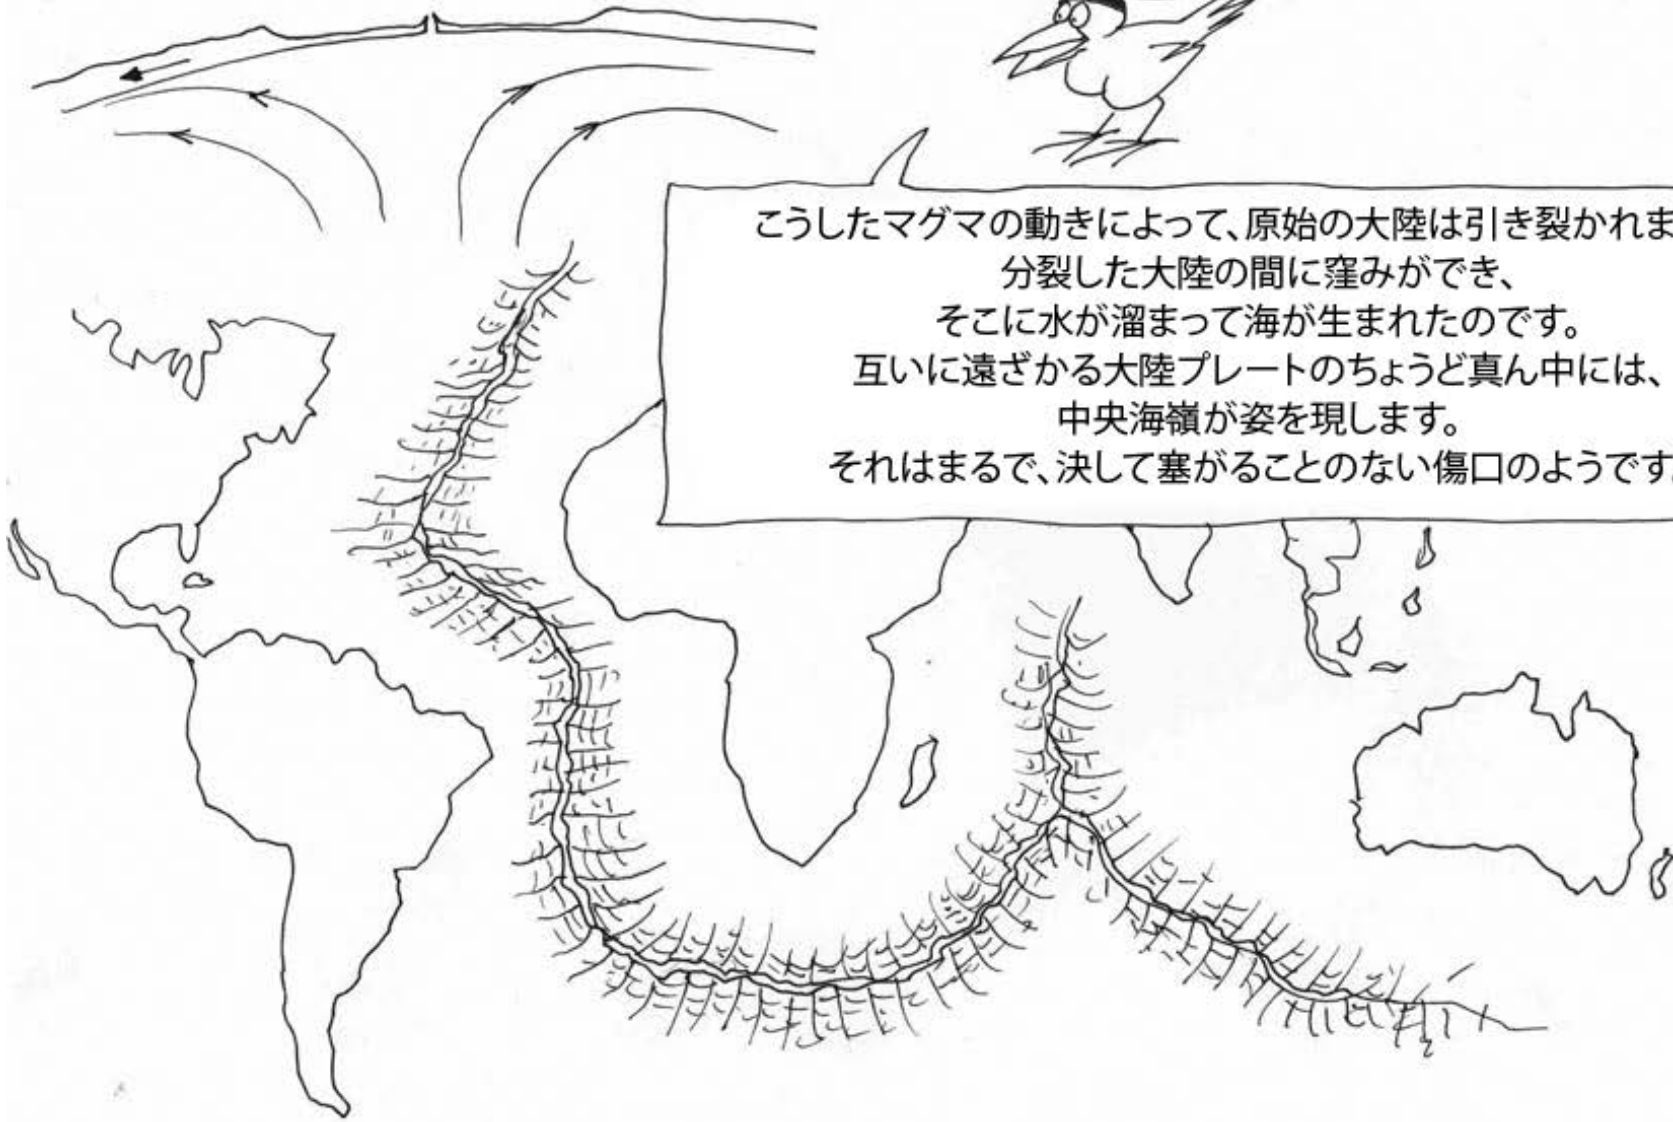 こうしたマグマの動きによって、原始の大陸は引き裂かれま
分裂した大陸の間に窪みができ、
そこに水が溜まって海が生まれたのです。
互いに遠ざかる大陸プレートのちょうど真ん中には、
中央海嶺が姿を現します。
それはまるで、決して塞がることのない傷口のようです